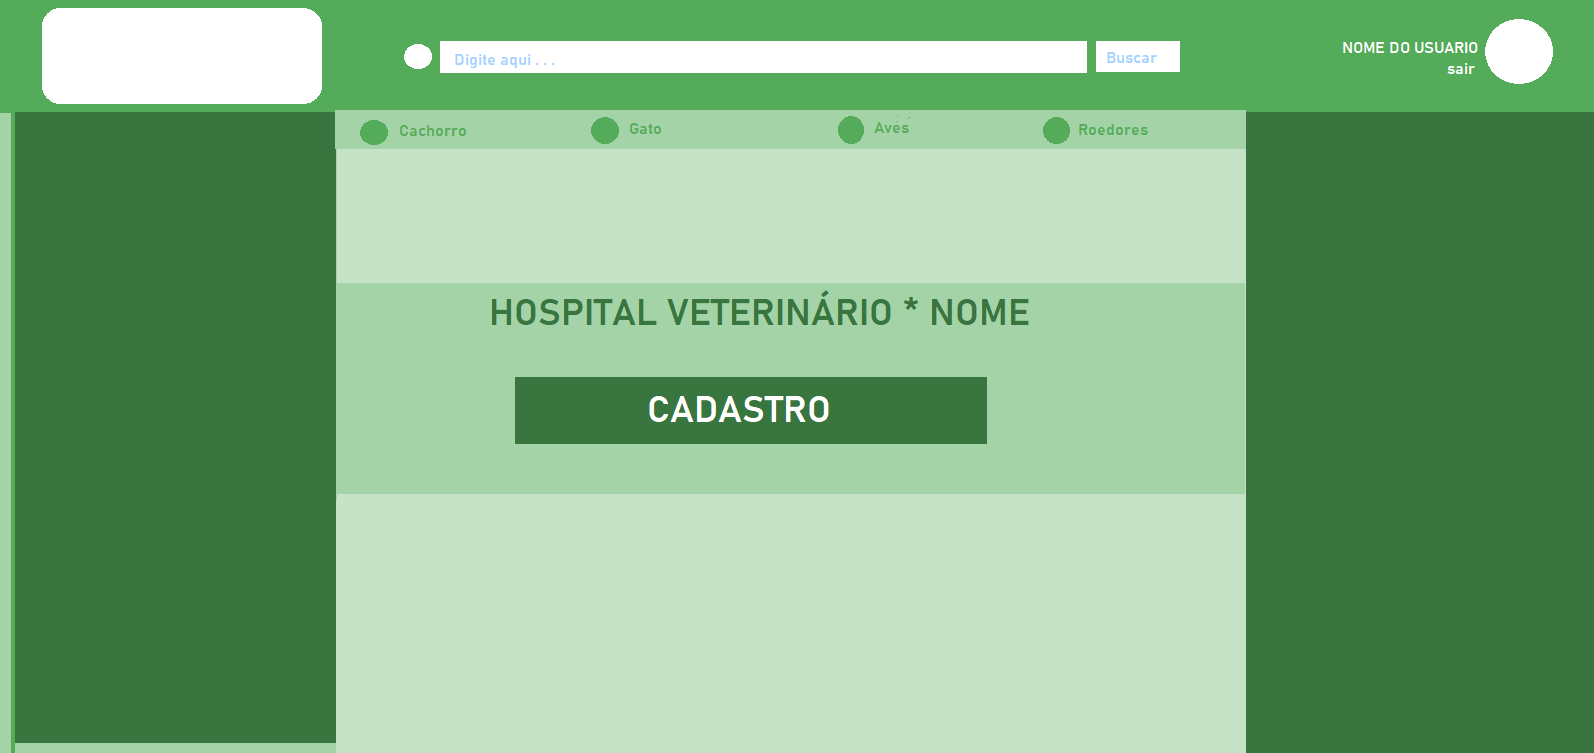 Digite aqui . . .
Buscar
NOME DO USUARIO
sair
Cachorro
Gato
Aves
Roedores
HOSPITAL VETERINÁRIO * NOME
CADASTRO